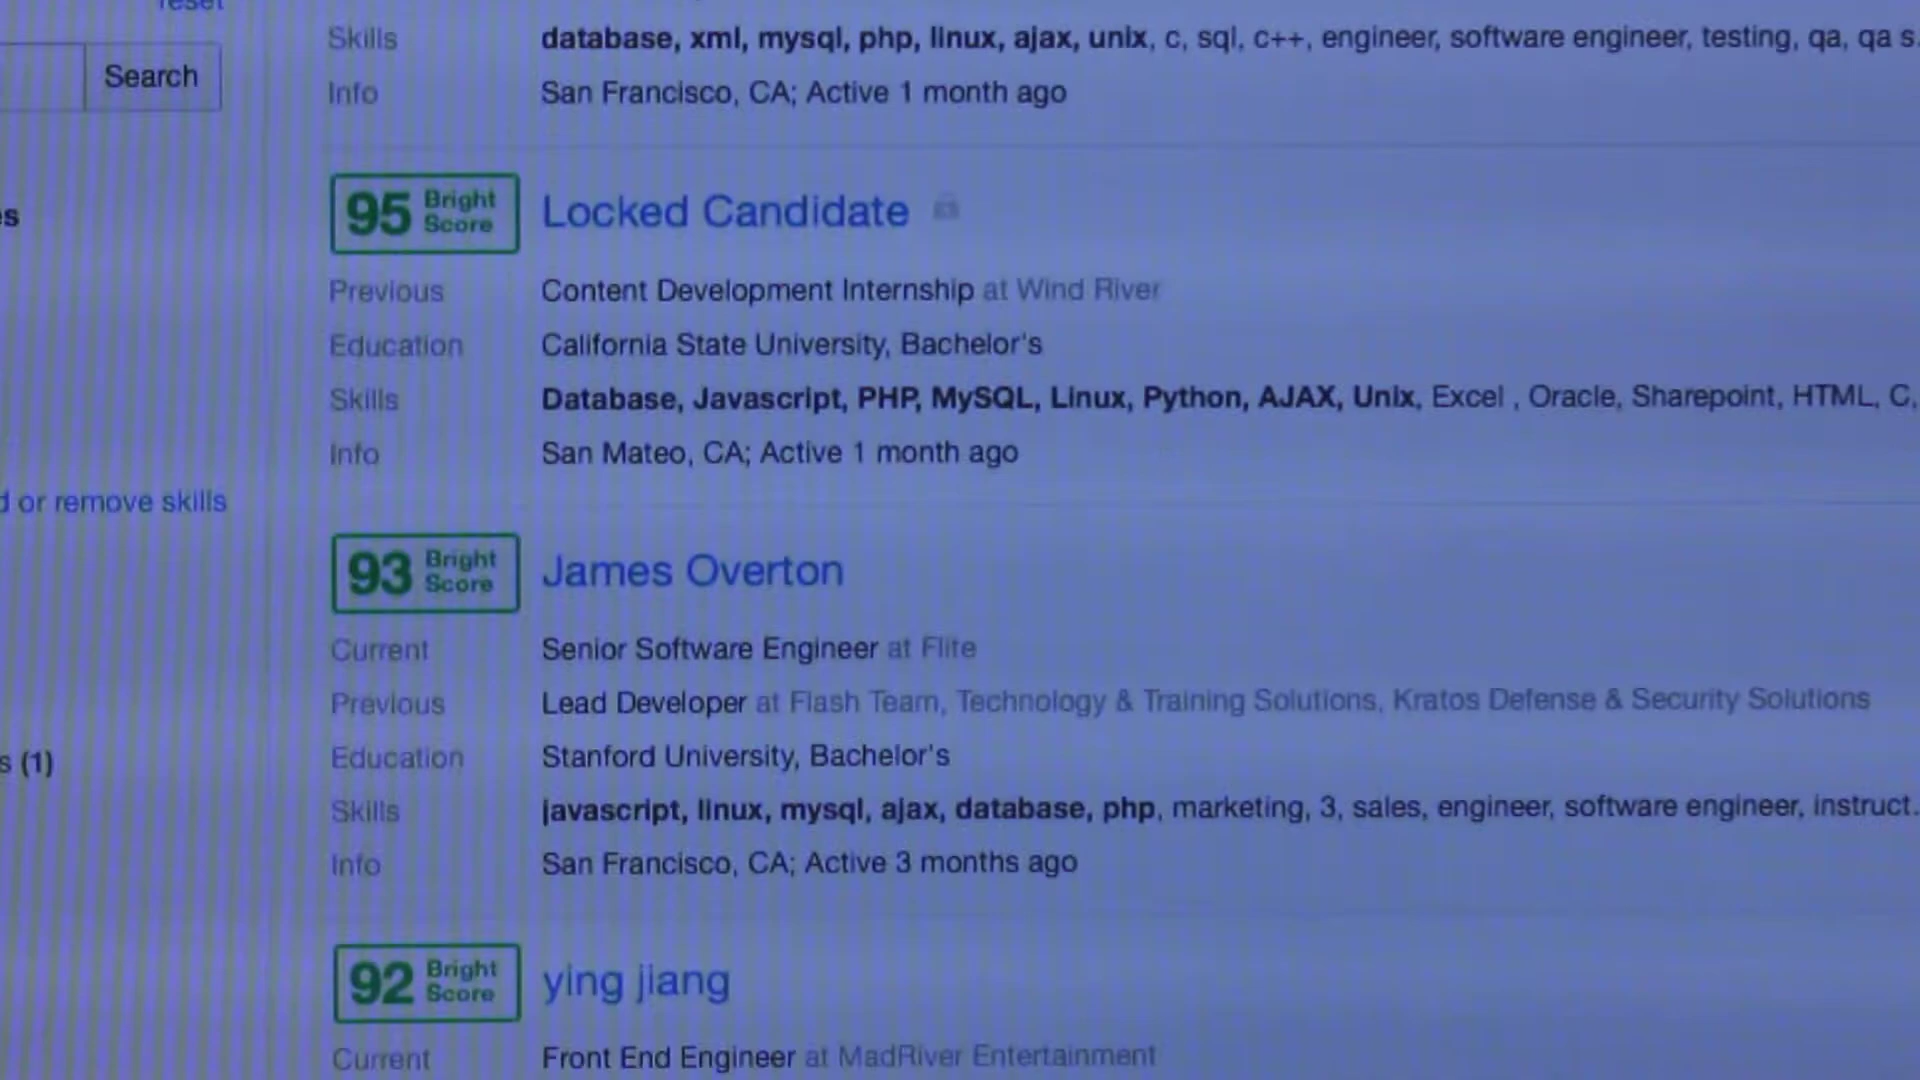 reset
Search
Skills database, xml, mysql, php, linux, ajax, unix, c, sql, c++, engineer, software engineer, testing, qa, qa s.
Info San Francisco, CA; Active 1 month ago
95 Bright Score Locked Candidate
Previous Content Development Internship at Wind River
Education California State University, Bachelor's
Skills Database, Javascript, PHP, MySQL, Linux, Python, AJAX, Unix, Excel , Oracle, Sharepoint, HTML, C,
Info San Mateo, CA; Active 1 month ago
or remove skills
93 Bright Score James Overton
Current Senior Software Engineer at Flite
Previous Lead Developer at Flash Team, Technology & Training Solutions, Kratos Defense & Security Solutions
Education Stanford University, Bachelor's
s (1)
Skills javascript, linux, mysql, ajax, database, php, marketing, 3, sales, engineer, software engineer, instruct.
Info San Francisco, CA; Active 3 months ago
92 Bright Score ying jiang
Current Front End Engineer at MadRiver Entertainment